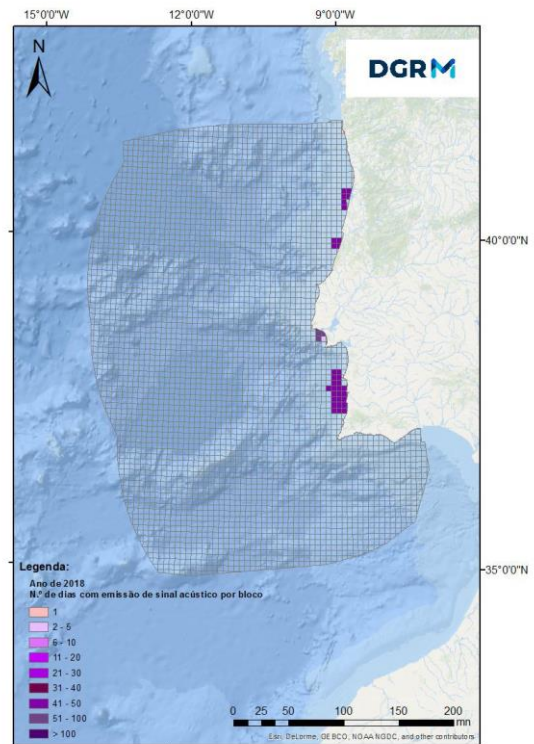 15°0'0"W 12°0'0"W 9°0'0"W
N
DGRM
40°0'0"N
35°0'0"N
Legenda:
Ano de 2018
N.º de dias com emissão de sinal acústico por bloco
1
2 - 5
6 - 10
11 - 20
21 - 30
31 - 40
41 - 50
51 - 100
> 100
0 25 50 100 150 200
mn
Esri, DeLorme, GEBCO, NOAA NGDC, and other contributors